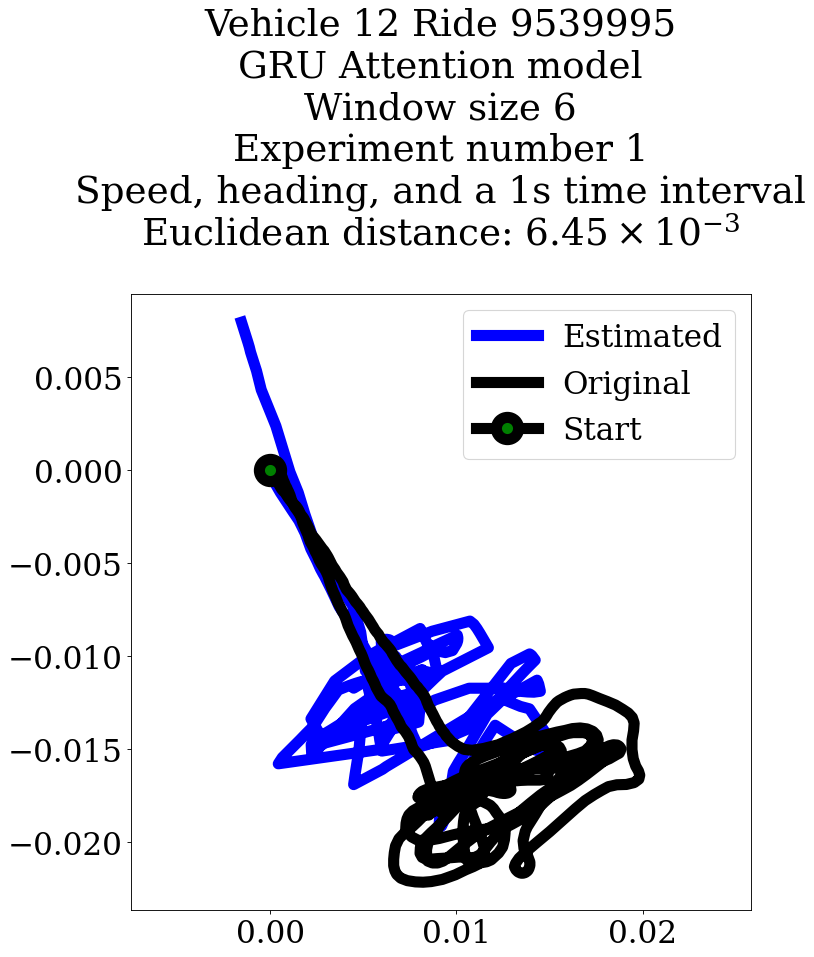 Vehicle 12 Ride 9539995
GRU Attention model
Window size 6
Experiment number 1
Speed, heading, and a 1s time interval
Euclidean distance: 6.45 × 10⁻³
Estimated
Original
Start
0.005
0.000
−0.005
−0.010
−0.015
−0.020
0.00 0.01 0.02